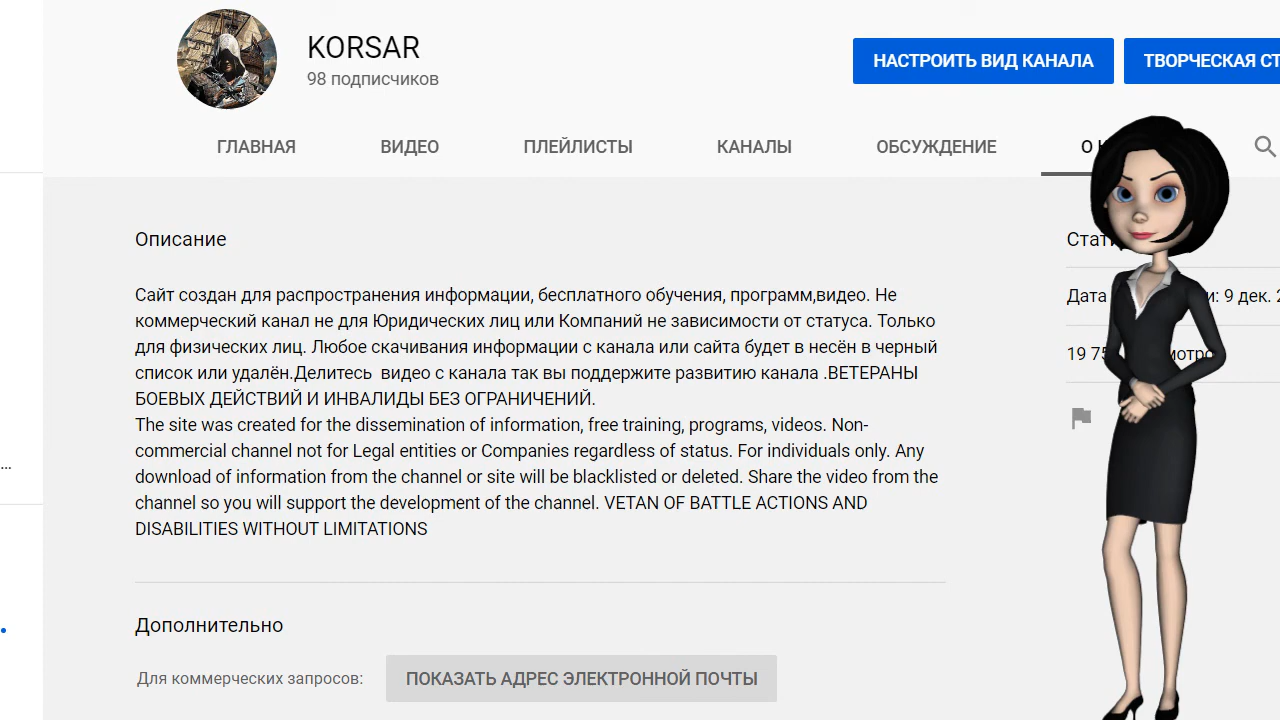 KORSAR
98 подписчиков
НАСТРОИТЬ ВИД КАНАЛА
ТВОРЧЕСКАЯ
ГЛАВНАЯ ВИДЕО ПЛЕЙЛИСТЫ КАНАЛЫ ОБСУЖДЕНИЕ О
Описание
Сайт создан для распространения информации, бесплатного обучения, программ,видео. Не
коммерческий канал не для Юридических лиц или Компаний не зависимости от статуса. Только
для физических лиц. Любое скачивания информации с канала или сайта будет в несён в черный
список или удалён.Делитесь  видео с канала так вы поддержите развитию канала .ВЕТЕРАНЫ
БОЕВЫХ ДЕЙСТВИЙ И ИНВАЛИДЫ БЕЗ ОГРАНИЧЕНИЙ.
The site was created for the dissemination of information, free training, programs, videos. Non-
commercial channel not for Legal entities or Companies regardless of status. For individuals only. Any
download of information from the channel or site will be blacklisted or deleted. Share the video from the
channel so you will support the development of the channel. VETAN OF BATTLE ACTIONS AND
DISABILITIES WITHOUT LIMITATIONS
Дата 9 дек.
Дополнительно
Для коммерческих запросов: ПОКАЗАТЬ АДРЕС ЭЛЕКТРОННОЙ ПОЧТЫ